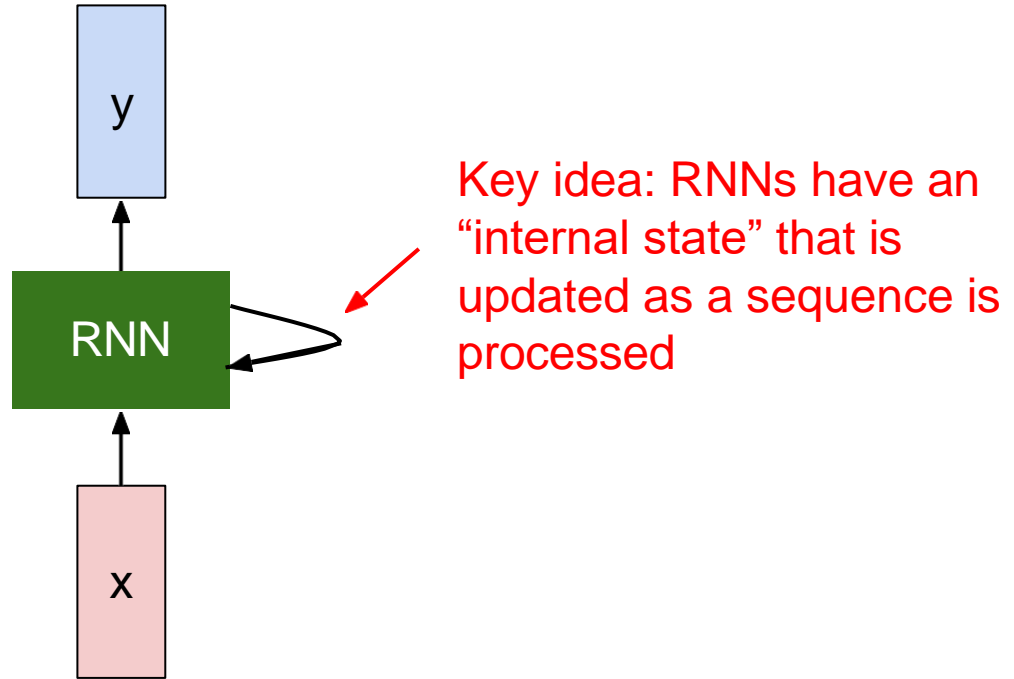 y
Key idea: RNNs have an
“internal state” that is
updated as a sequence is
processed
RNN
x